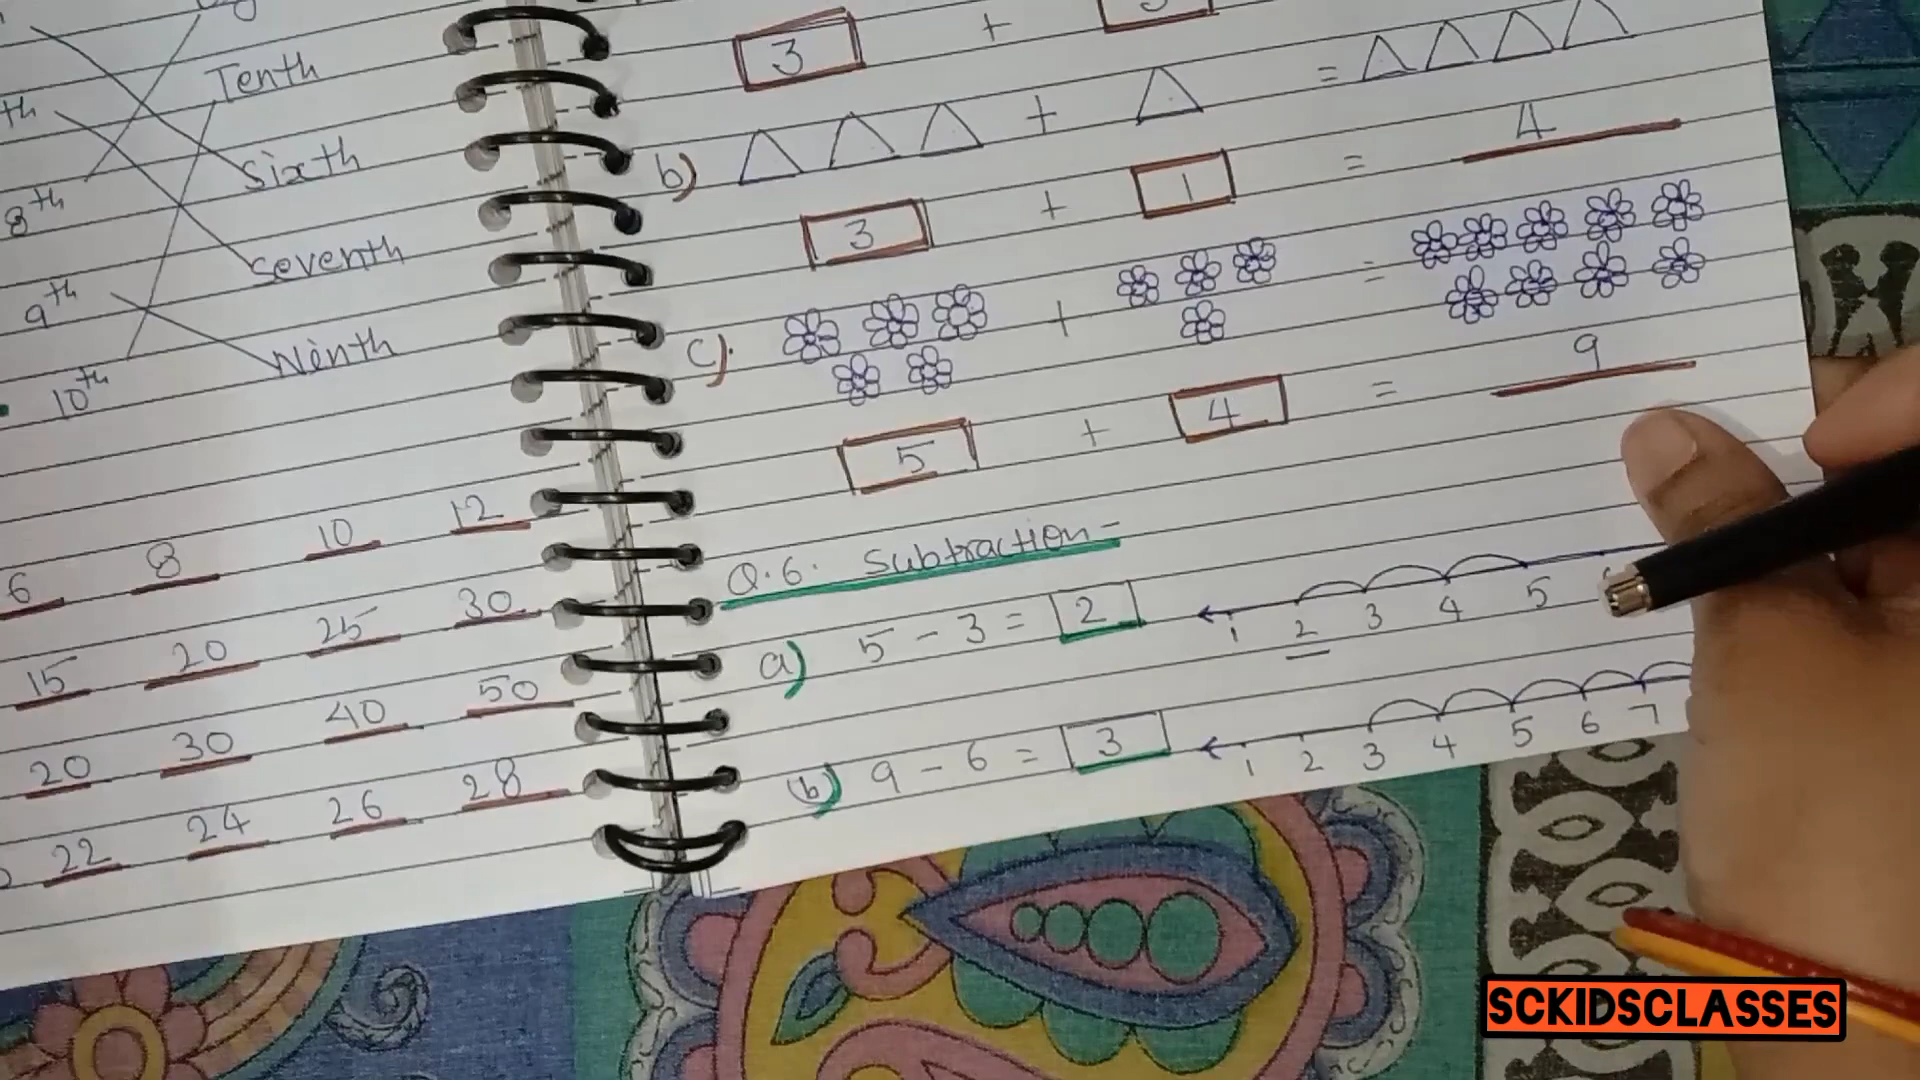 Tenth
th
Sixth
8th
Seventh
9th
Ninth
10th
6 8 10 12
15 20 25 30
20 30 40 50
22 24 26 28
3 +
b) + =
3 + 1 = 4
c). + =
5 + 4 = 9
Q.6. Subtraction -
a) 5 - 3 = 2
1 2 3 4 5
(b) 9 - 6 = 3
1 2 3 4 5 6 7
SCKIDSCLASSES